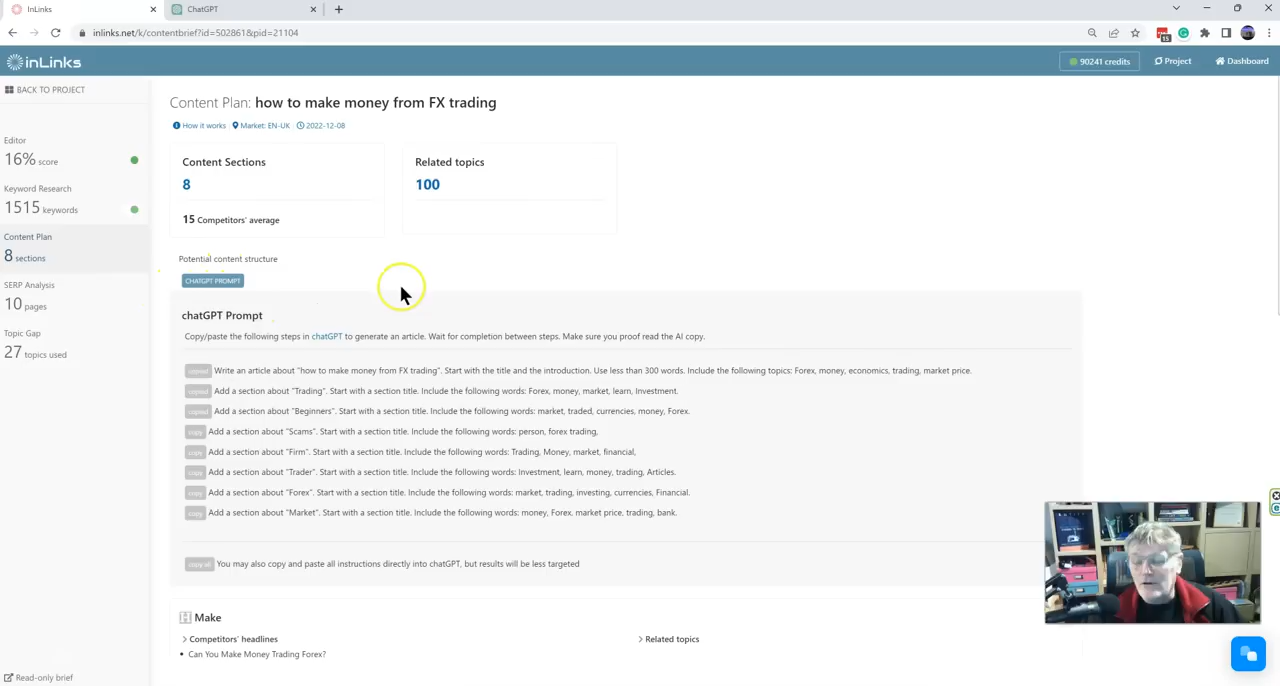 InLinks
ChatGPT
inlinks.net/k/contentbrief?id=502861&pid=21104
15
inLinks
90241 credits
Project
Dashboard
BACK TO PROJECT
Editor
16% score
Keyword Research
1515 keywords
Content Plan
8 sections
SERP Analysis
10 pages
Topic Gap
27 topics used
Read-only brief
Content Plan: how to make money from FX trading
How it works Market: EN-UK 2022-12-08
Content Sections
8
15 Competitors' average
Related topics
100
Potential content structure
CHATGPT PROMPT
chatGPT Prompt
Copy/paste the following steps in chatGPT to generate an article. Wait for completion between steps. Make sure you proof read the AI copy.
copied Write an article about "how to make money from FX trading". Start with the title and the introduction. Use less than 300 words. Include the following topics: Forex, money, economics, trading, market price.
copied Add a section about "Trading". Start with a section title. Include the following words: Forex, money, market, learn, Investment.
copied Add a section about "Beginners". Start with a section title. Include the following words: market, traded, currencies, money, Forex.
copy Add a section about "Scams". Start with a section title. Include the following words: person, forex trading,
copy Add a section about "Firm". Start with a section title. Include the following words: Trading, Money, market, financial,
copy Add a section about "Trader". Start with a section title. Include the following words: Investment, learn, money, trading, Articles.
copy Add a section about "Forex". Start with a section title. Include the following words: market, trading, investing, currencies, Financial.
copy Add a section about "Market". Start with a section title. Include the following words: money, Forex, market price, trading, bank.
copy all You may also copy and paste all instructions directly into chatGPT, but results will be less targeted
Make
Competitors' headlines
Related topics
Can You Make Money Trading Forex?